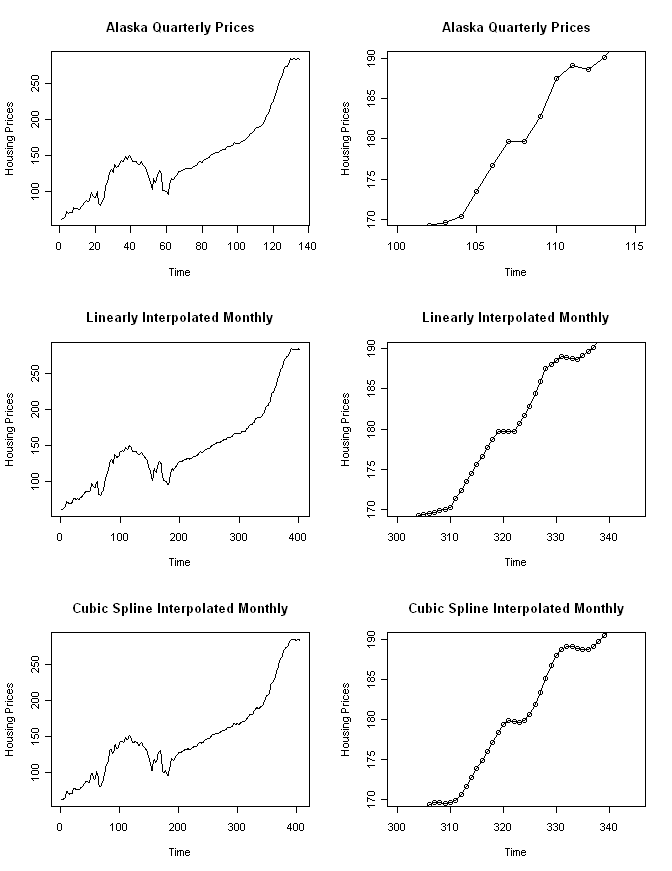 Alaska Quarterly Prices
Housing Prices
250
200
150
100
0 20 40 60 80 100 120 140
Time
Alaska Quarterly Prices
Housing Prices
190
185
180
175
170
100 105 110 115
Time
Linearly Interpolated Monthly
Housing Prices
250
200
150
100
0 100 200 300 400
Time
Linearly Interpolated Monthly
Housing Prices
190
185
180
175
170
300 310 320 330 340
Time
Cubic Spline Interpolated Monthly
Housing Prices
250
200
150
100
0 100 200 300 400
Time
Cubic Spline Interpolated Monthly
Housing Prices
190
185
180
175
170
300 310 320 330 340
Time